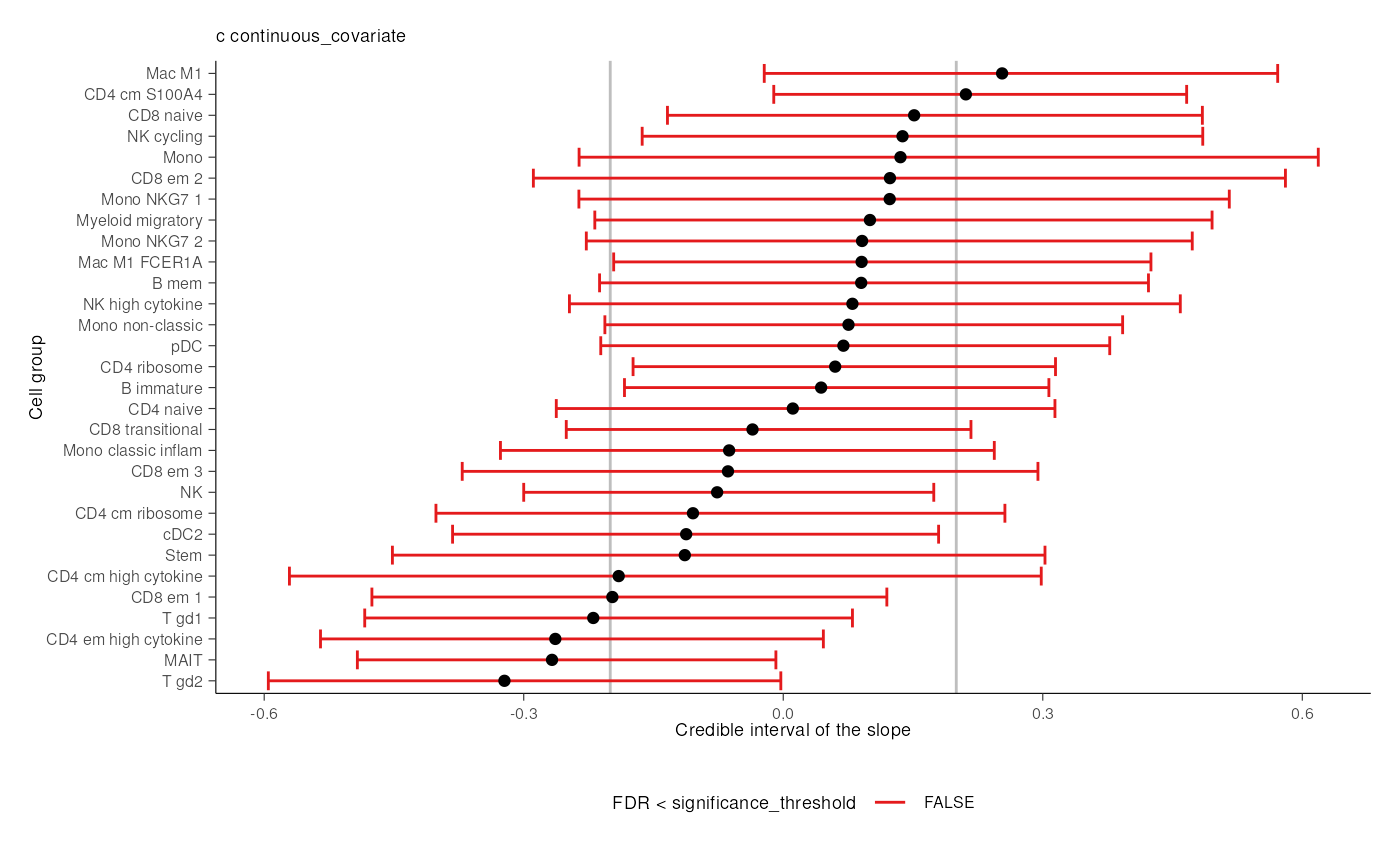 c continuous_covariate
Mac M1
CD4 cm S100A4
CD8 naive
NK cycling
Mono
CD8 em 2
Mono NKG7 1
Myeloid migratory
Mono NKG7 2
Mac M1 FCER1A
B mem
NK high cytokine
Mono non-classic
pDC
CD4 ribosome
B immature
CD4 naive
CD8 transitional
Mono classic inflam
CD8 em 3
NK
CD4 cm ribosome
cDC2
Stem
CD4 cm high cytokine
CD8 em 1
T gd1
CD4 em high cytokine
MAIT
T gd2
Cell group
-0.6 -0.3 0.0 0.3 0.6
Credible interval of the slope
FDR < significance_threshold FALSE